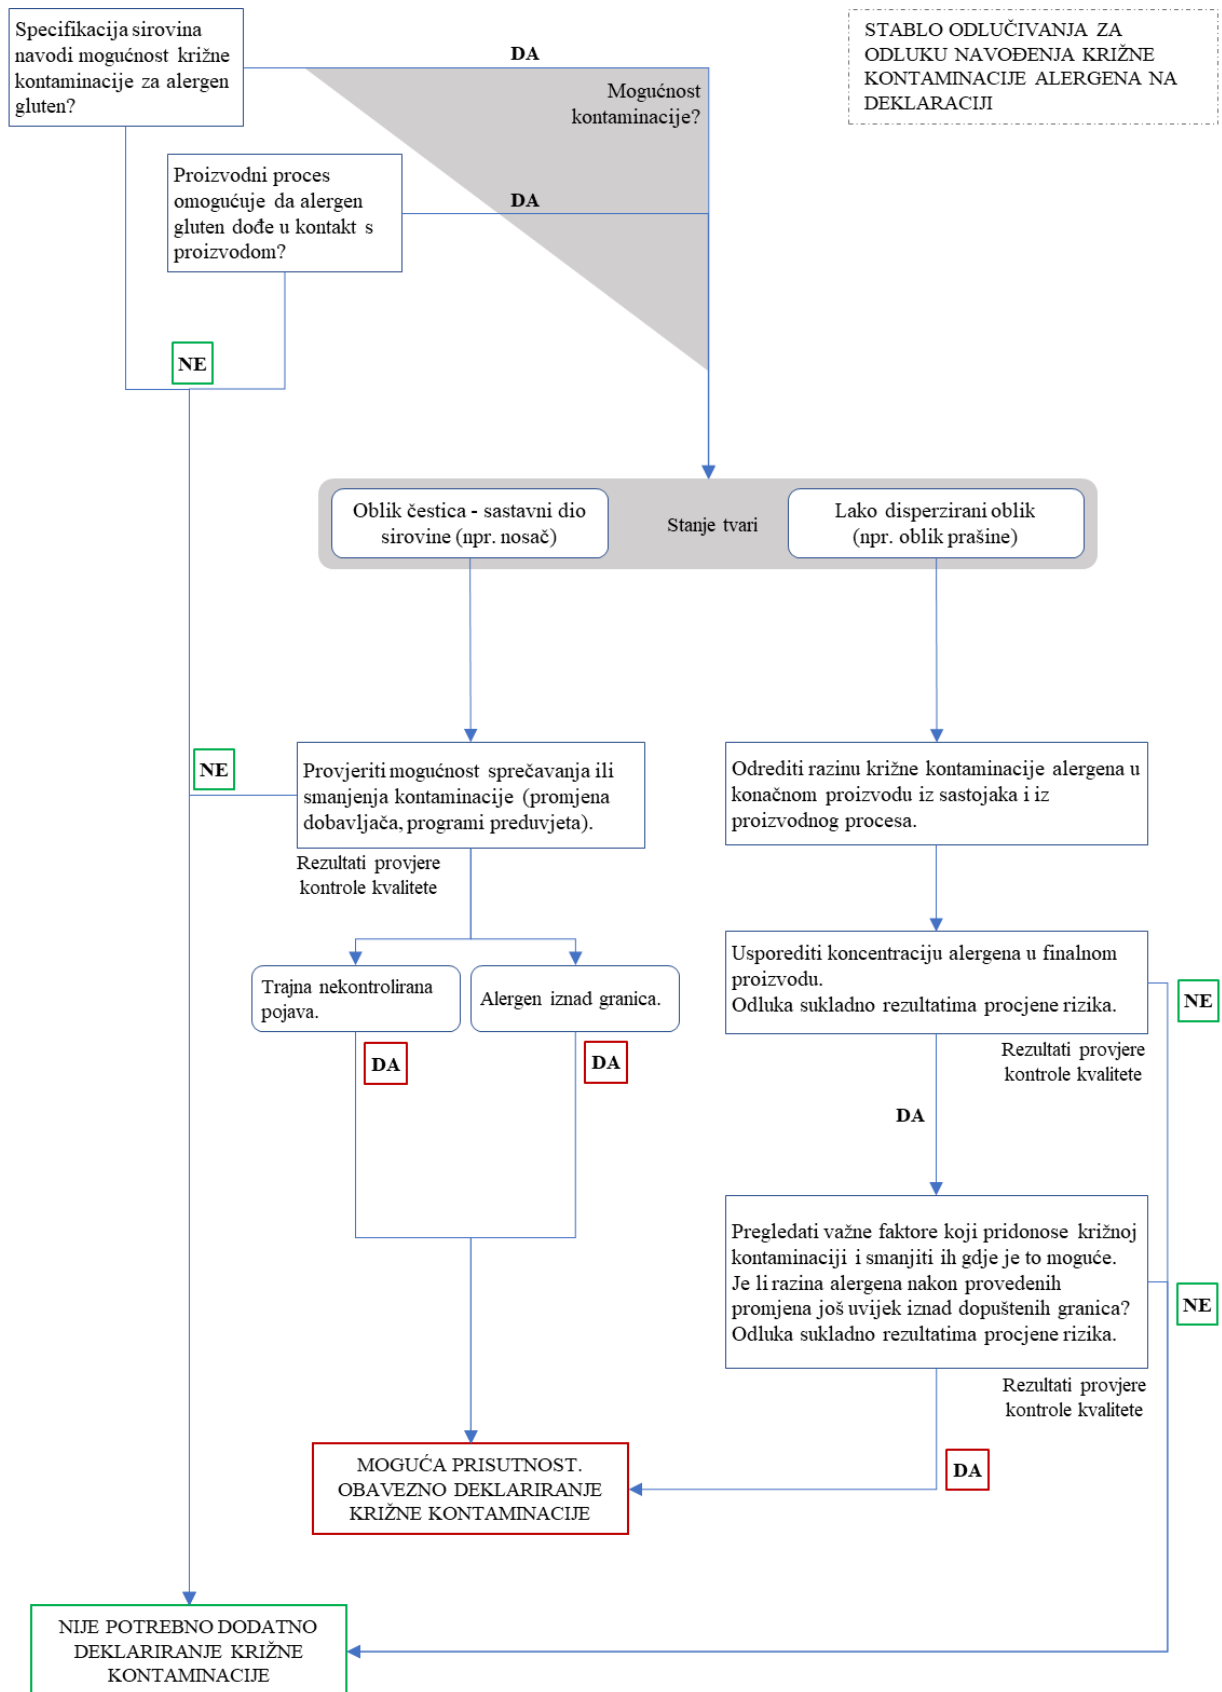 Specifikacija sirovina
navodi mogućnost križne
kontaminacije za alergen
gluten?
DA
STABLO ODLUČIVANJA ZA
ODLUKU NAVOĐENJA KRIŽNE
KONTAMINACIJE ALERGENA NA
DEKLARACIJI
Mogućnost
kontaminacije?
Proizvodni proces
omogućuje da alergen
gluten dođe u kontakt s
proizvodom?
DA
NE
Oblik čestica - sastavni dio
sirovine (npr. nosač)
Stanje tvari
Lako disperzirani oblik
(npr. oblik prašine)
NE
Provjeriti mogućnost sprečavanja ili
smanjenja kontaminacije (promjena
dobavljača, programi preduvjeta).
Odrediti razinu križne kontaminacije alergena u
konačnom proizvodu iz sastojaka i iz
proizvodnog procesa.
Rezultati provjere
kontrole kvalitete
Trajna nekontrolirana
pojava.
Alergen iznad granica.
Usporediti koncentraciju alergena u finalnom
proizvodu.
Odluka sukladno rezultatima procjene rizika.
NE
DA
DA
Rezultati provjere
kontrole kvalitete
DA
Pregledati važne faktore koji pridonose križnoj
kontaminaciji i smanjiti ih gdje je to moguće.
Je li razina alergena nakon provedenih
promjena još uvijek iznad dopuštenih granica?
Odluka sukladno rezultatima procjene rizika.
NE
Rezultati provjere
kontrole kvalitete
DA
MOGUĆA PRISUTNOST.
OBAVEZNO DEKLARIRANJE
KRIŽNE KONTAMINACIJE
NIJE POTREBNO DODATNO
DEKLARIRANJE KRIŽNE
KONTAMINACIJE